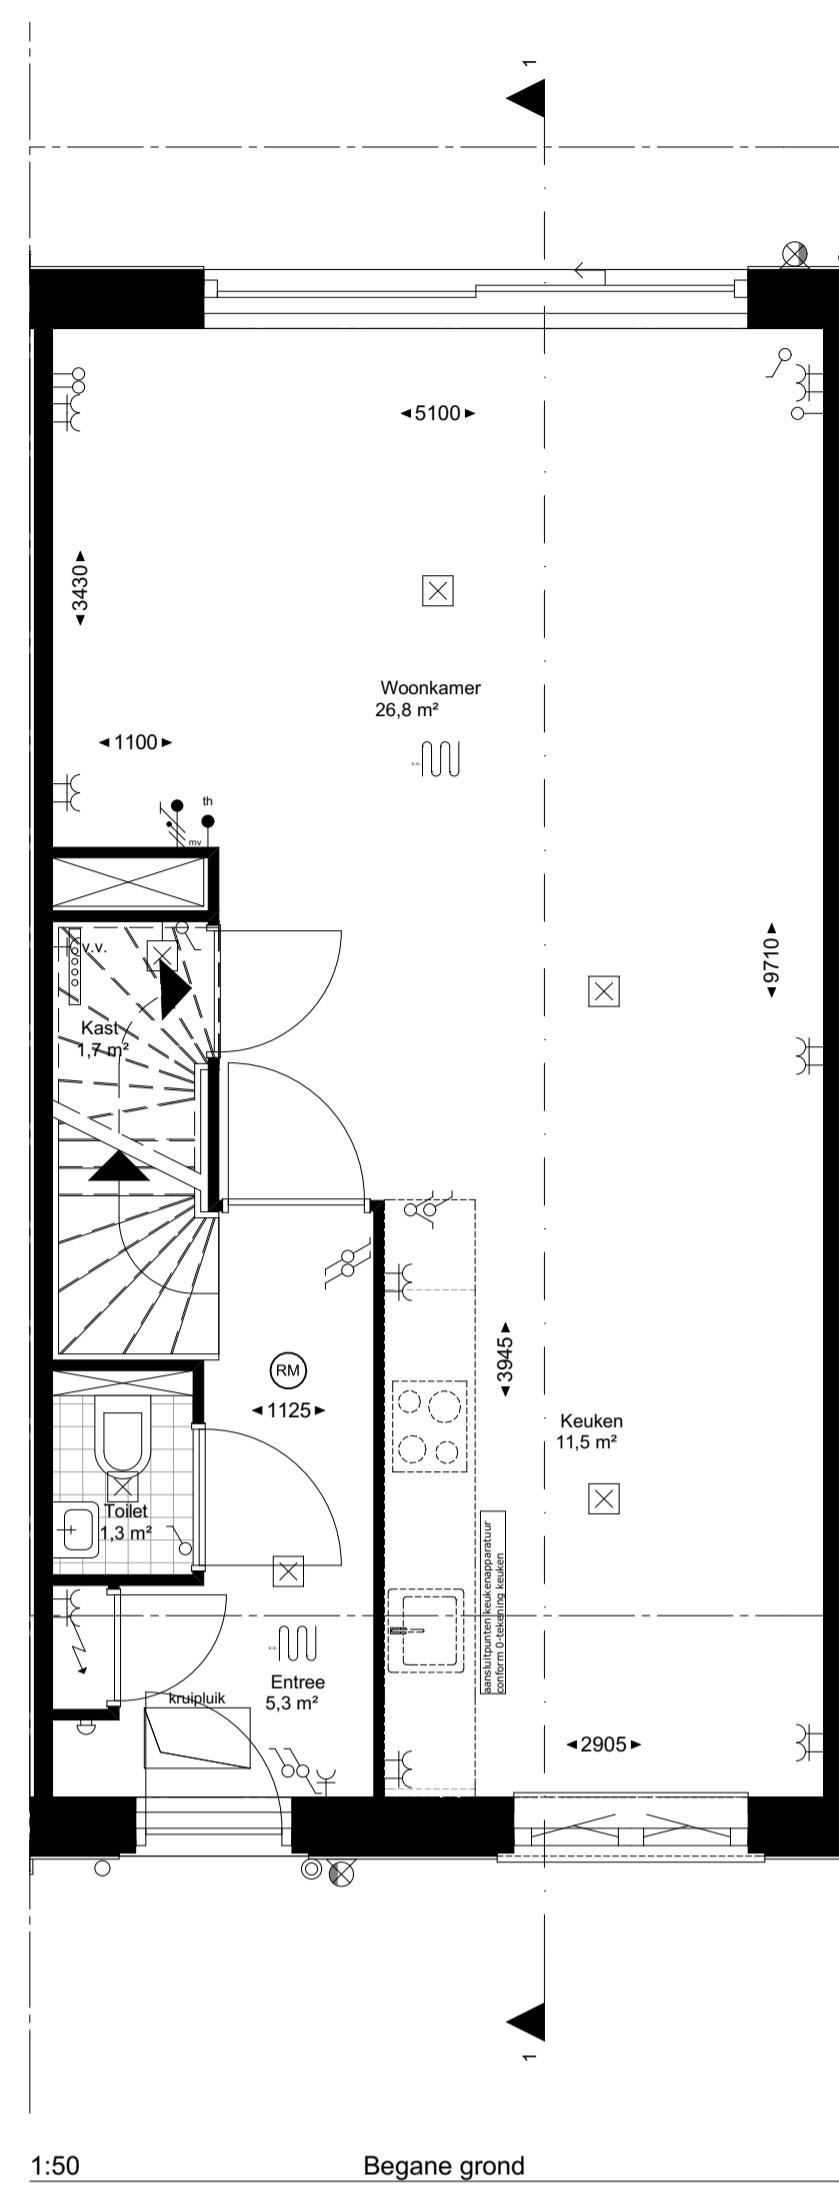 1
5100
3430
Woonkamer
26,8 m²
v.v.
1100
th
mv
v.v.
9710
Kast
1,7 m²
RM
3945
1125
Keuken
11,5 m²
Toilet
1,3 m²
aansluitpunten keukenapparatuur
conform 0-tekening keuken
v.v.
Entree
5,3 m²
kruipluik
2905
1
1:50
Begane grond